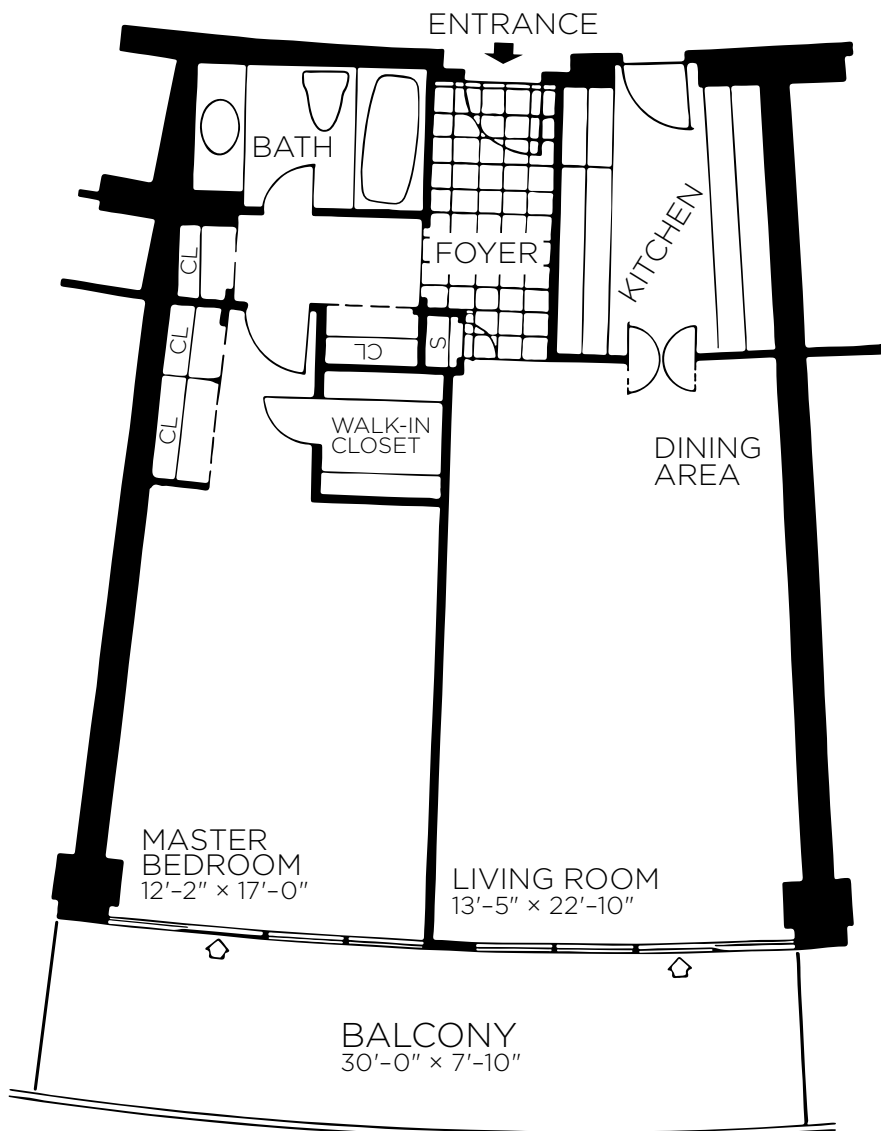 ENTRANCE
BATH
FOYER
KITCHEN
CL
CL
CL
S
CL
WALK-IN
CLOSET
DINING
AREA
MASTER
BEDROOM
12'-2" × 17'-0"
LIVING ROOM
13'-5" × 22'-10"
BALCONY
30'-0" × 7'-10"